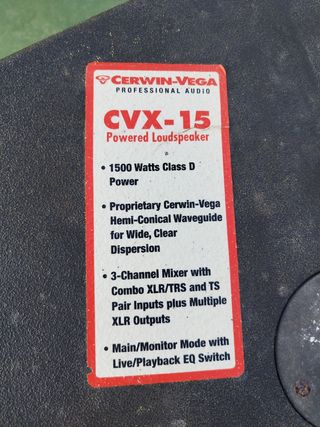 CERWIN-VEGA
PROFESSIONAL AUDIO
CVX-15
Powered Loudspeaker
• 1500 Watts Class D
Power
• Proprietary Cerwin-Vega
Hemi-Conical Waveguide
for Wide, Clear
Dispersion
• 3-Channel Mixer with
Combo XLR/TRS and TS
Pair Inputs plus Multiple
XLR Outputs
• Main/Monitor Mode with
Live/Playback EQ Switch